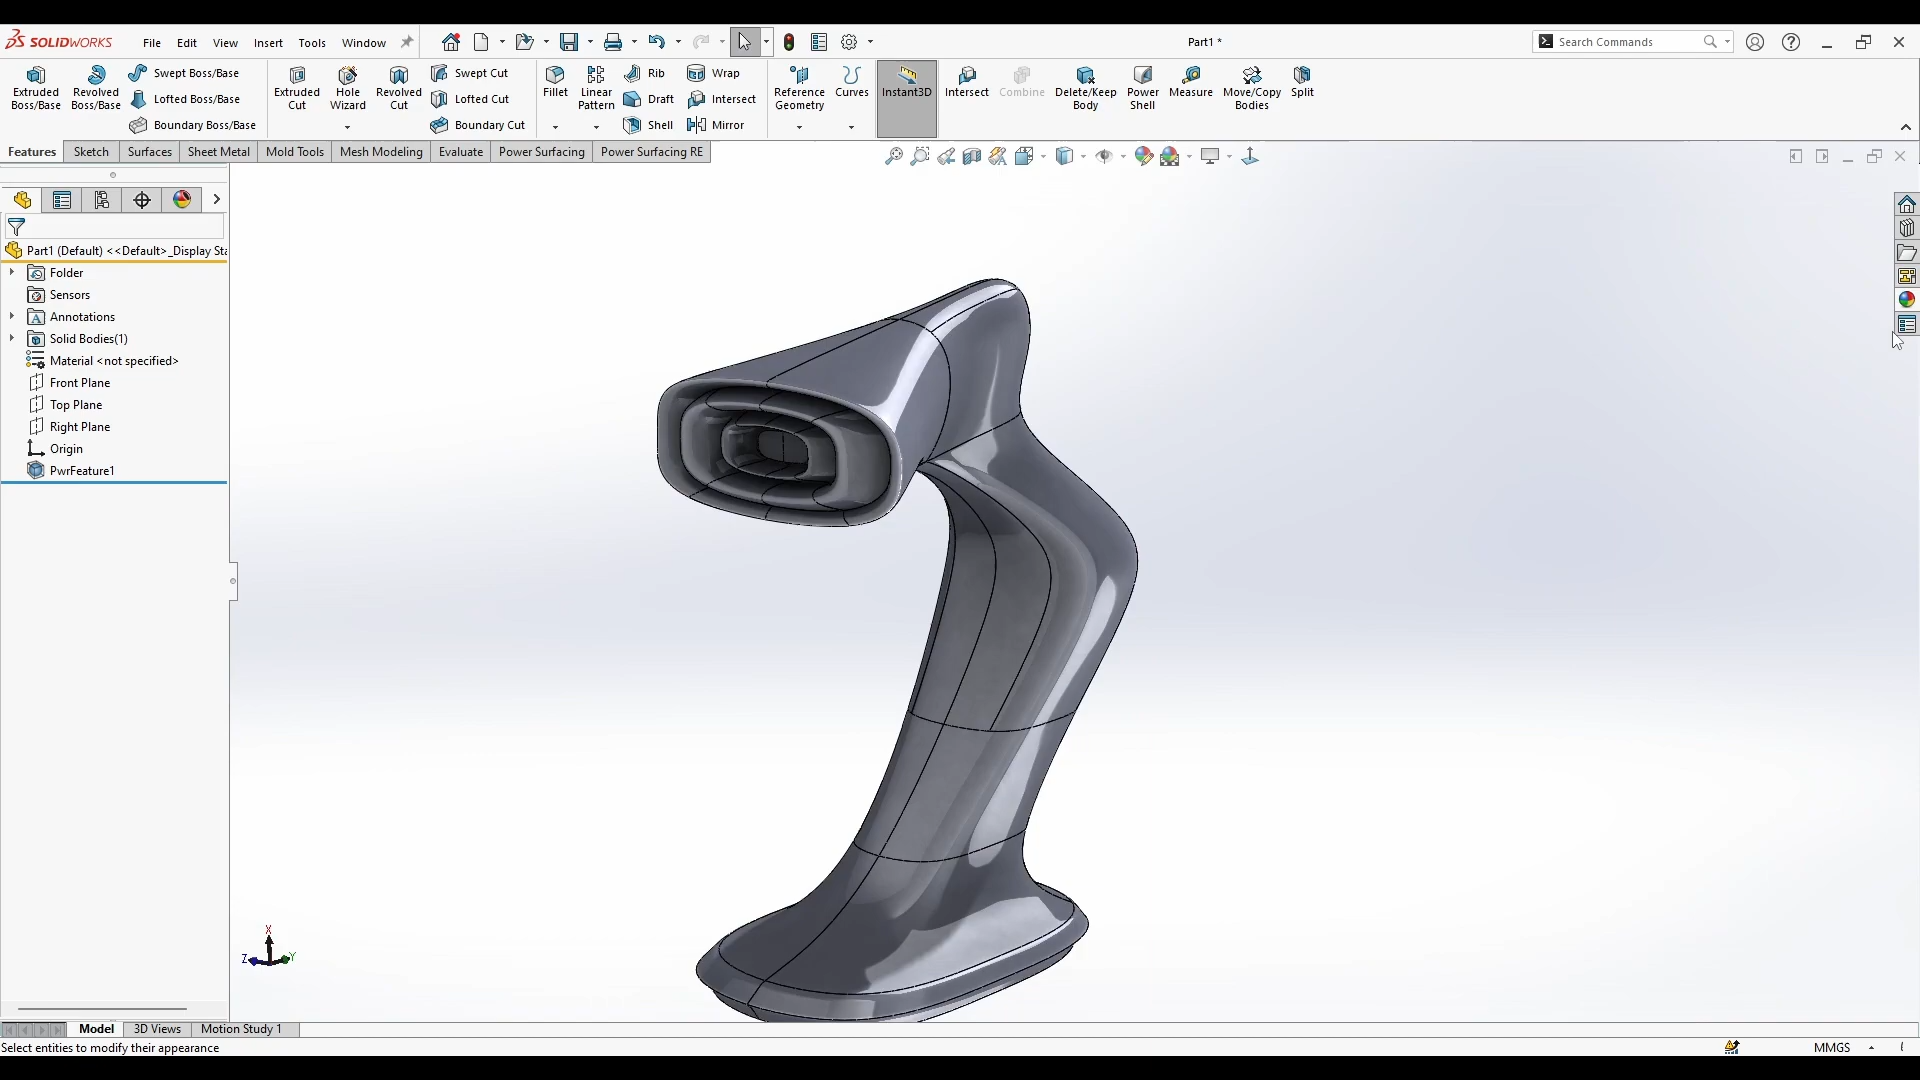 SOLIDWORKS File Edit View Insert Tools Window Part1 * Search Commands
Extruded Boss/Base
Revolved Boss/Base
Swept Boss/Base
Lofted Boss/Base
Boundary Boss/Base
Extruded Cut
Hole Wizard
Revolved Cut
Swept Cut
Lofted Cut
Boundary Cut
Fillet
Linear Pattern
Rib
Draft
Shell
Wrap
Intersect
Mirror
Reference Geometry
Curves
Instant3D
Intersect
Combine
Delete/Keep Body
Power Shell
Measure
Move/Copy Bodies
Split
Features Sketch Surfaces Sheet Metal Mold Tools Mesh Modeling Evaluate Power Surfacing Power Surfacing RE
Part1 (Default) <<Default>_Display Sta
Folder
Sensors
Annotations
Solid Bodies(1)
Material <not specified>
Front Plane
Top Plane
Right Plane
Origin
PwrFeature1
X
Z Y
Model 3D Views Motion Study 1
Select entities to modify their appearance MMGS